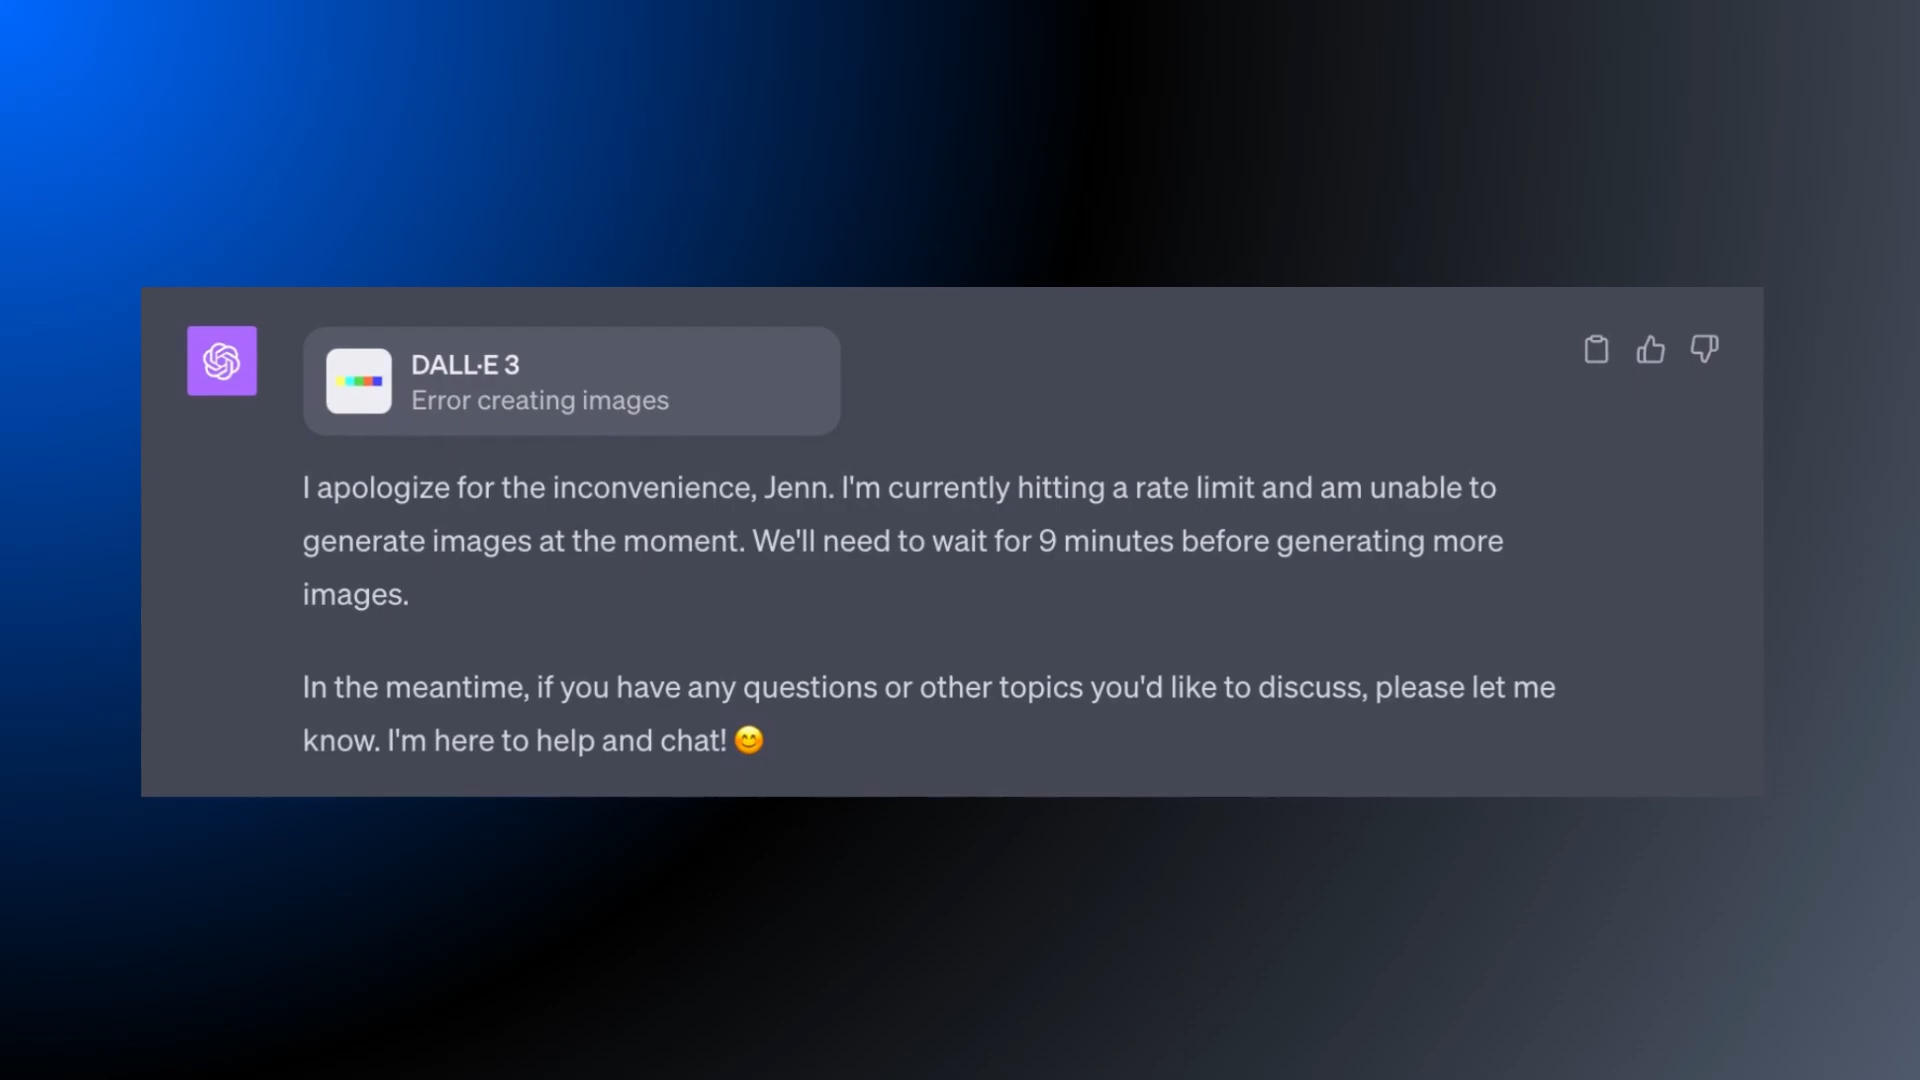 DALL·E 3
Error creating images
I apologize for the inconvenience, Jenn. I'm currently hitting a rate limit and am unable to
generate images at the moment. We'll need to wait for 9 minutes before generating more
images.
In the meantime, if you have any questions or other topics you'd like to discuss, please let me
know. I'm here to help and chat! 😊